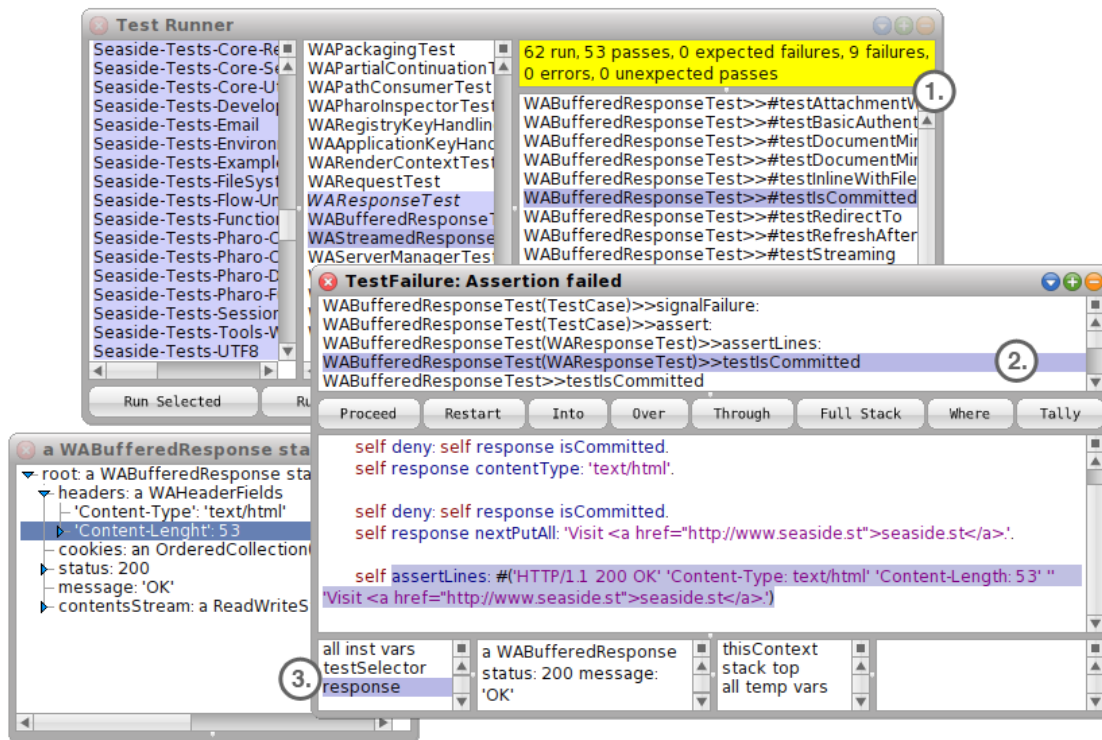 Test Runner
Seaside-Tests-Core-Re
Seaside-Tests-Core-Se
Seaside-Tests-Core-Ut
Seaside-Tests-Develop
Seaside-Tests-Email
Seaside-Tests-Environ
Seaside-Tests-Example
Seaside-Tests-FileSyst
Seaside-Tests-Flow-Un
Seaside-Tests-Function
Seaside-Tests-Pharo-C
Seaside-Tests-Pharo-C
Seaside-Tests-Pharo-D
Seaside-Tests-Pharo-F
Seaside-Tests-Session
Seaside-Tests-Tools-W
Seaside-Tests-UTF8
WAPackagingTest
WAPartialContinuationT
WAPathConsumerTest
WAPharoInspectorTest
WARegistryKeyHandlin
WAApplicationKeyHand
WARenderContextTest
WARequestTest
WAResponseTest
WABufferedResponseT
WAStreamedResponse
WAServerManagerTest
62 run, 53 passes, 0 expected failures, 9 failures,
0 errors, 0 unexpected passes
1.
WABufferedResponseTest>>#testAttachmentW
WABufferedResponseTest>>#testBasicAuthent
WABufferedResponseTest>>#testDocumentMir
WABufferedResponseTest>>#testDocumentMir
WABufferedResponseTest>>#testInlineWithFile
WABufferedResponseTest>>#testIsCommitted
WABufferedResponseTest>>#testRedirectTo
WABufferedResponseTest>>#testRefreshAfter
WABufferedResponseTest>>#testStreaming
Run Selected
Ru
TestFailure: Assertion failed
WABufferedResponseTest(TestCase)>>signalFailure:
WABufferedResponseTest(TestCase)>>assert:
WABufferedResponseTest(WAResponseTest)>>assertLines:
WABufferedResponseTest(WAResponseTest)>>testIsCommitted
2.
WABufferedResponseTest>>testIsCommitted
Proceed Restart Into Over Through Full Stack Where Tally
self deny: self response isCommitted.
self response contentType: 'text/html'.
self deny: self response isCommitted.
self response nextPutAll: 'Visit <a href="http://www.seaside.st">seaside.st</a>.'.
self assertLines: #('HTTP/1.1 200 OK' 'Content-Type: text/html' 'Content-Length: 53' ''
'Visit <a href="http://www.seaside.st">seaside.st</a>.')
all inst vars
testSelector
3.
response
a WABufferedResponse
status: 200 message:
'OK'
thisContext
stack top
all temp vars
a WABufferedResponse sta
root: a WABufferedResponse sta
headers: a WAHeaderFields
'Content-Type': 'text/html'
'Content-Lenght': 53
cookies: an OrderedCollection(
status: 200
message: 'OK'
contentsStream: a ReadWriteS